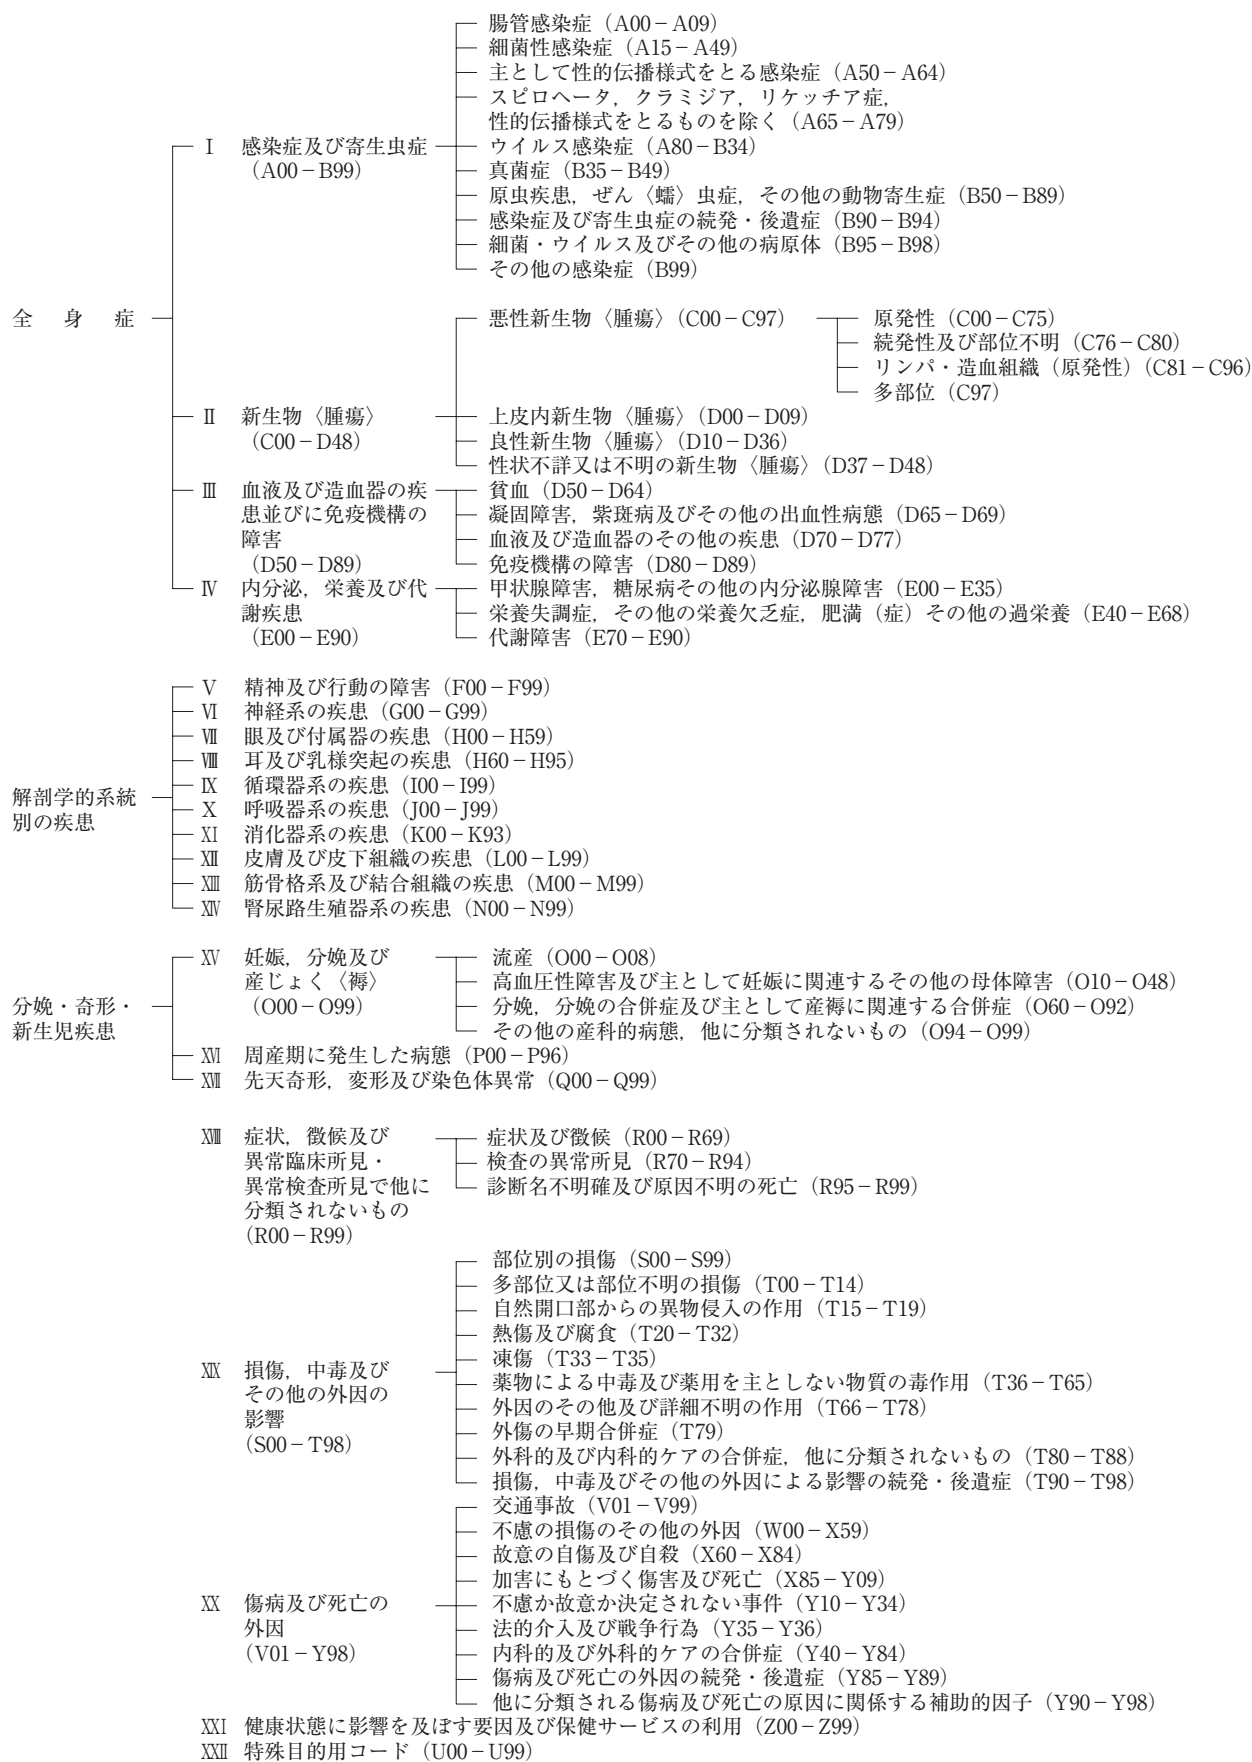 腸管感染症（A00－A09）
細菌性感染症（A15－A49）
主として性的伝播様式をとる感染症（A50－A64）
スピロヘータ，クラミジア，リケッチア症，
性的伝播様式をとるものを除く（A65－A79）
Ⅰ 感染症及び寄生虫症
（A00－B99）
ウイルス感染症（A80－B34）
真菌症（B35－B49）
原虫疾患，ぜん〈蠕〉虫症，その他の動物寄生症（B50－B89）
感染症及び寄生虫症の続発・後遺症（B90－B94）
細菌・ウイルス及びその他の病原体（B95－B98）
その他の感染症（B99）
全身症
悪性新生物〈腫瘍〉（C00－C97）
原発性（C00－C75）
続発性及び部位不明（C76－C80）
リンパ・造血組織（原発性）（C81－C96）
多部位（C97）
Ⅱ 新生物〈腫瘍〉
（C00－D48）
上皮内新生物〈腫瘍〉（D00－D09）
良性新生物〈腫瘍〉（D10－D36）
性状不詳又は不明の新生物〈腫瘍〉（D37－D48）
Ⅲ 血液及び造血器の疾
患並びに免疫機構の
障害
（D50－D89）
貧血（D50－D64）
凝固障害，紫斑病及びその他の出血性病態（D65－D69）
血液及び造血器のその他の疾患（D70－D77）
免疫機構の障害（D80－D89）
Ⅳ 内分泌，栄養及び代
謝疾患
（E00－E90）
甲状腺障害，糖尿病その他の内分泌腺障害（E00－E35）
栄養失調症，その他の栄養欠乏症，肥満（症）その他の過栄養（E40－E68）
代謝障害（E70－E90）
解剖学的系統
別の疾患
Ⅴ 精神及び行動の障害（F00－F99）
Ⅵ 神経系の疾患（G00－G99）
Ⅶ 眼及び付属器の疾患（H00－H59）
Ⅷ 耳及び乳様突起の疾患（H60－H95）
Ⅸ 循環器系の疾患（I00－I99）
Ⅹ 呼吸器系の疾患（J00－J99）
Ⅺ 消化器系の疾患（K00－K93）
Ⅻ 皮膚及び皮下組織の疾患（L00－L99）
XIII 筋骨格系及び結合組織の疾患（M00－M99）
XIV 腎尿路生殖器系の疾患（N00－N99）
分娩・奇形・
新生児疾患
XV 妊娠，分娩及び
産じょく〈褥〉
（O00－O99）
流産（O00－O08）
高血圧性障害及び主として妊娠に関連するその他の母体障害（O10－O48）
分娩，分娩の合併症及び主として産褥に関連する合併症（O60－O92）
その他の産科的病態，他に分類されないもの（O94－O99）
XVI 周産期に発生した病態（P00－P96）
XVII 先天奇形，変形及び染色体異常（Q00－Q99）
XVIII 症状，徴候及び
異常臨床所見・
異常検査所見で他に
分類されないもの
（R00－R99）
症状及び徴候（R00－R69）
検査の異常所見（R70－R94）
診断名不明確及び原因不明の死亡（R95－R99）
XIX 損傷，中毒及び
その他の外因の
影響
（S00－T98）
部位別の損傷（S00－S99）
多部位又は部位不明の損傷（T00－T14）
自然開口部からの異物侵入の作用（T15－T19）
熱傷及び腐食（T20－T32）
凍傷（T33－T35）
薬物による中毒及び薬用を主としない物質の毒作用（T36－T65）
外因のその他及び詳細不明の作用（T66－T78）
外傷の早期合併症（T79）
外科的及び内科的ケアの合併症，他に分類されないもの（T80－T88）
損傷，中毒及びその他の外因による影響の続発・後遺症（T90－T98）
XX 傷病及び死亡の
外因
（V01－Y98）
交通事故（V01－V99）
不慮の損傷のその他の外因（W00－X59）
故意の自傷及び自殺（X60－X84）
加害にもとづく傷害及び死亡（X85－Y09）
不慮か故意か決定されない事件（Y10－Y34）
法的介入及び戦争行為（Y35－Y36）
内科的及び外科的ケアの合併症（Y40－Y84）
傷病及び死亡の外因の続発・後遺症（Y85－Y89）
他に分類される傷病及び死亡の原因に関係する補助的因子（Y90－Y98）
XXI 健康状態に影響を及ぼす要因及び保健サービスの利用（Z00－Z99）
XXII 特殊目的用コード（U00－U99）